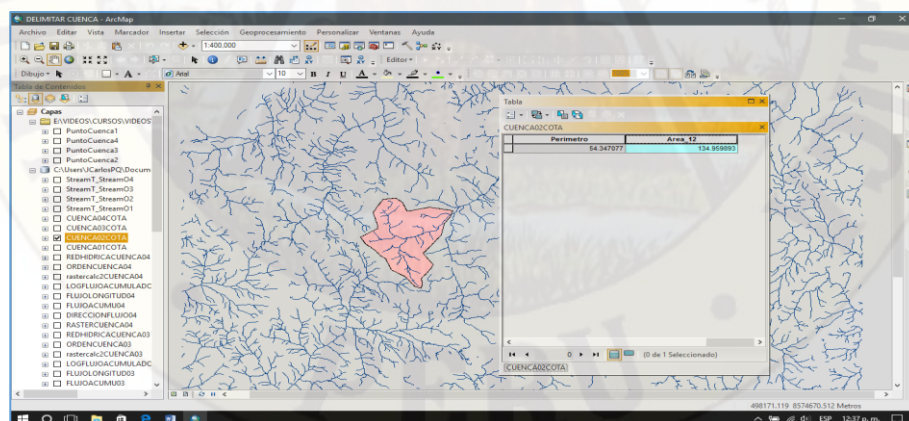 DELIMITAR CUENCA - ArcMap
Archivo Editar Vista Marcador Insertar Selección Geoprocesamiento Personalizar Ventanas Ayuda
1:400,000
Editor
Dibujo Arial 10 N I U A
Tabla de Contenidos
Capas
E:\VIDEOS\CURSOS\VIDEOS
PuntoCuenca1
PuntoCuenca4
PuntoCuenca3
PuntoCuenca2
C:\Users\JCarlosPQ\Docum
StreamT_StreamO4
StreamT_StreamO3
StreamT_StreamO2
StreamT_StreamO1
CUENCA04COTA
CUENCA03COTA
CUENCA02COTA
CUENCA01COTA
REDHIDRICACUENCA04
ORDENCUENCA04
rastercalc2CUENCA04
LOGFLUJOACUMULADC
FLUJOLONGITUD04
FLUJOACUMU04
DIRECCIONFLUJO04
RASTERCUENCA04
REDHIDRICACUENCA03
ORDENCUENCA03
rastercalc2CUENCA03
LOGFLUJOACUMULADC
FLUJOLONGITUD03
FLUJOACUMU03
Tabla
CUENCA02COTA
Perimetro Area_12
54.347077 134.959893
0 (0 de 1 Seleccionado)
CUENCA02COTA
498171.119 8574670.512 Metros
ESP 12:37 p. m.